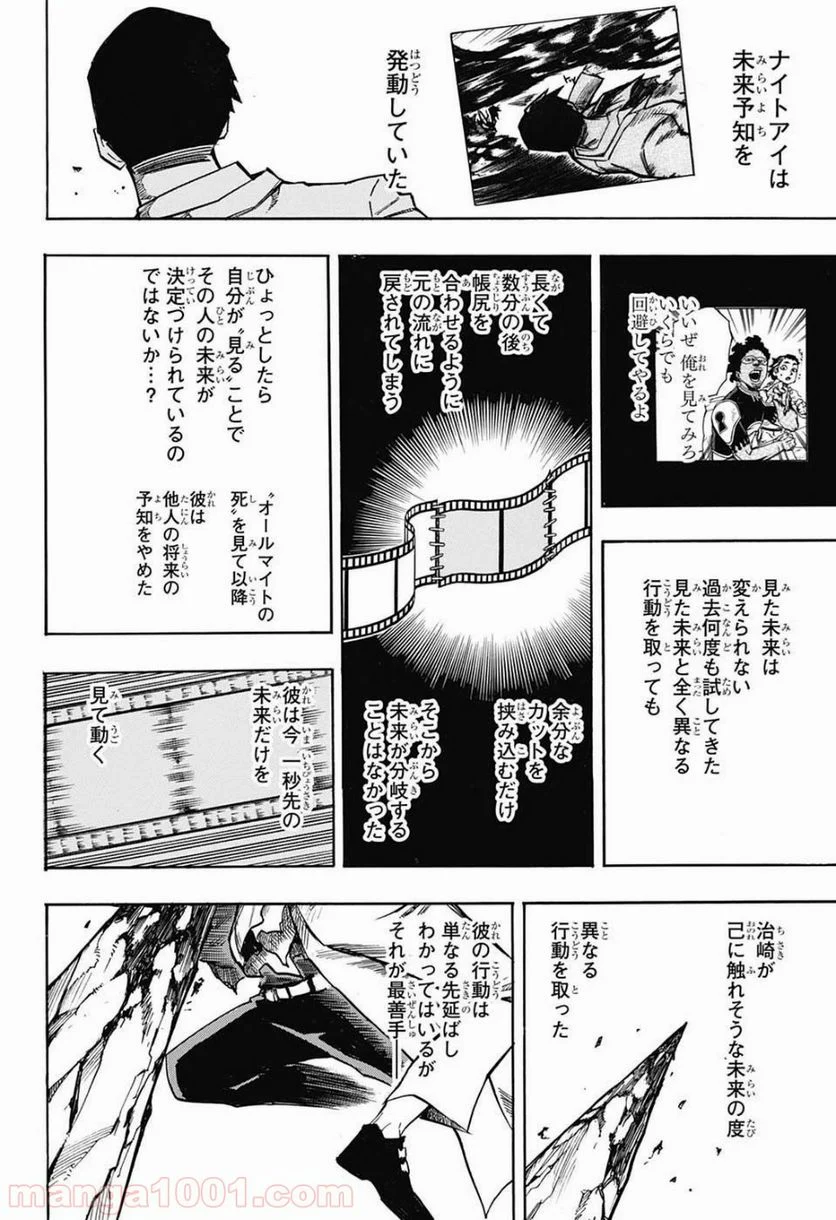 ナイトアイは
未来予知を
発動していた
いいぜ 俺を見てみろ
いくらでも
回避してやるよ
見た未来は
変えられない
過去何度も試してきた
見た未来と全く異なる
行動を取っても
長くて
数分の後
帳尻を
合わせるように
元の流れに
戻されてしまう
余分な
カットを
挟み込むだけ
そこから
未来が分岐する
ことはなかった
ひょっとしたら
自分が〝見る〟ことで
その人の未来が
決定づけられているの
ではないか…?
〝オールマイトの
死〟を見て以降
彼は
他人の将来の
予知をやめた
彼は今 一秒先の
未来だけを
見て動く
治崎が
己に触れそうな未来の度
異なる
行動を取った
彼の行動は
単なる先延ばし
わかってはいるが
それが最善手
manga1001.com